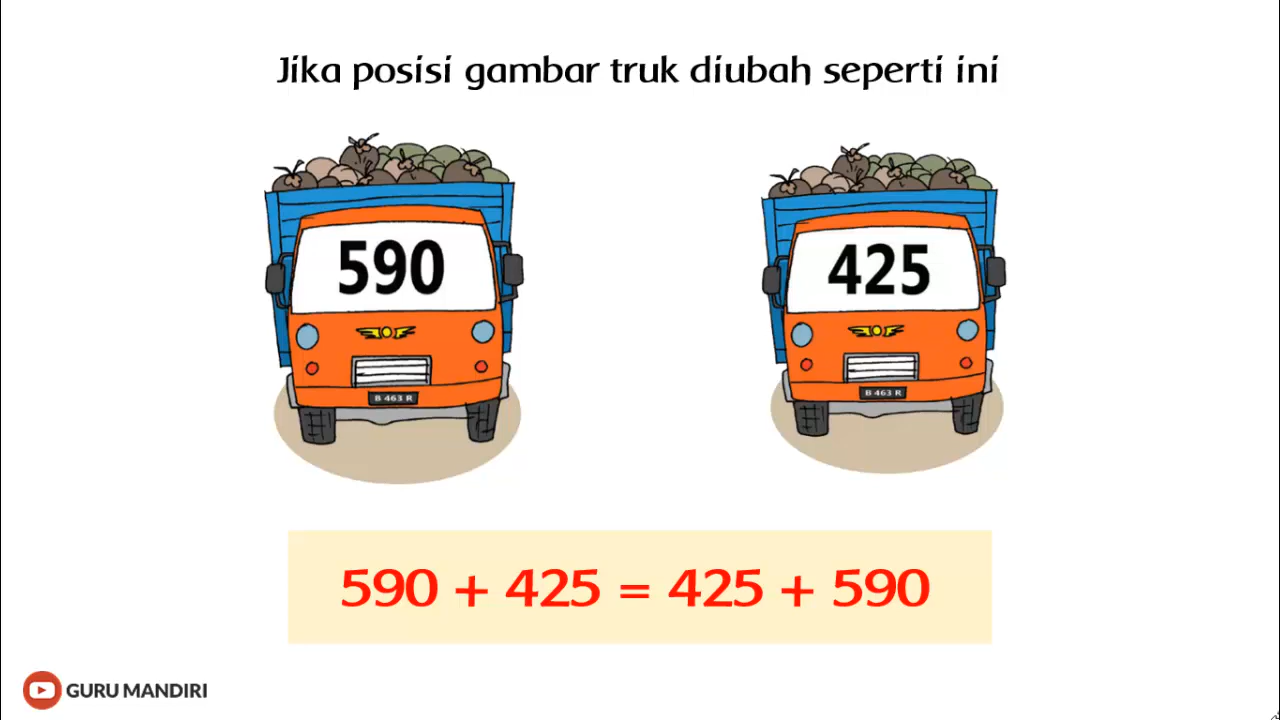 Jika posisi gambar truk diubah seperti ini
590
425
B 463 R
B 463 R
590 + 425 = 425 + 590
GURU MANDIRI